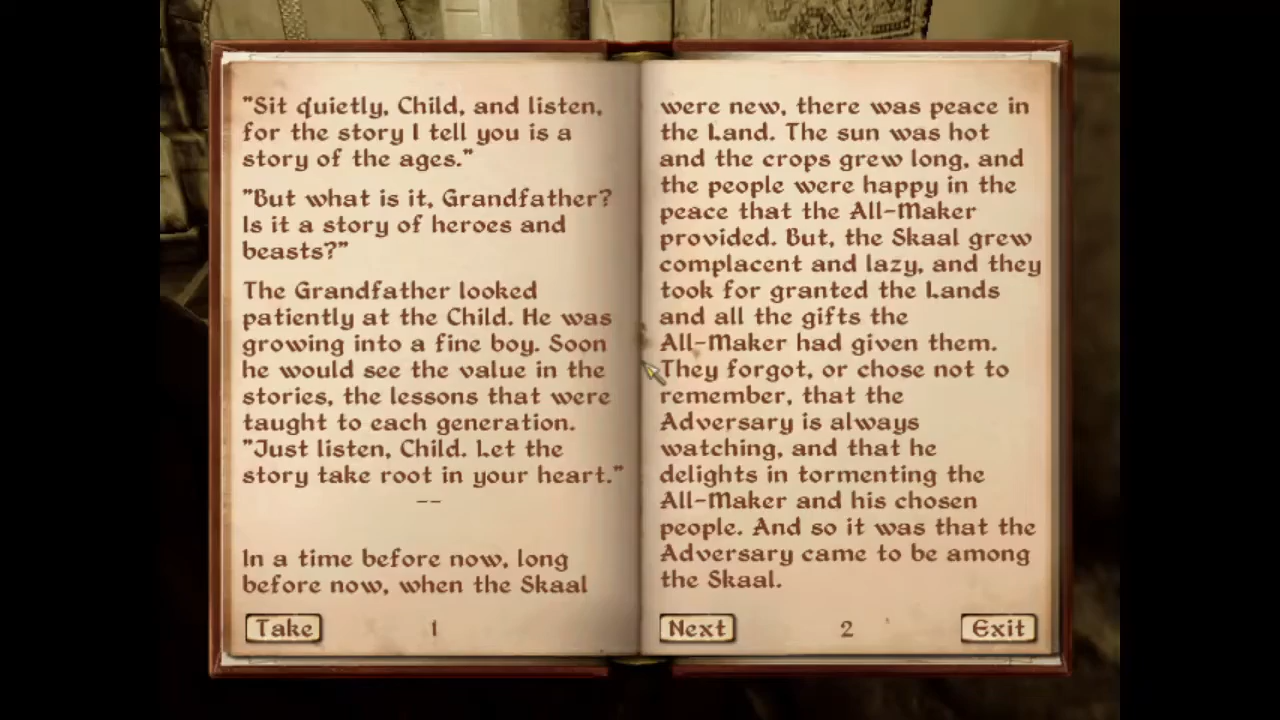 "Sit quietly, Child, and listen,
for the story I tell you is a
story of the ages."
"But what is it, Grandfather?
Is it a story of heroes and
beasts?"
The Grandfather looked
patiently at the Child. He was
growing into a fine boy. Soon
he would see the value in the
stories, the lessons that were
taught to each generation.
"Just listen, Child. Let the
story take root in your heart."
--
In a time before now, long
before now, when the Skaal
Take
1
were new, there was peace in
the Land. The sun was hot
and the crops grew long, and
the people were happy in the
peace that the All-Maker
provided. But, the Skaal grew
complacent and lazy, and they
took for granted the Lands
and all the gifts the
All-Maker had given them.
They forgot, or chose not to
remember, that the
Adversary is always
watching, and that he
delights in tormenting the
All-Maker and his chosen
people. And so it was that the
Adversary came to be among
the Skaal.
Next
2
Exit